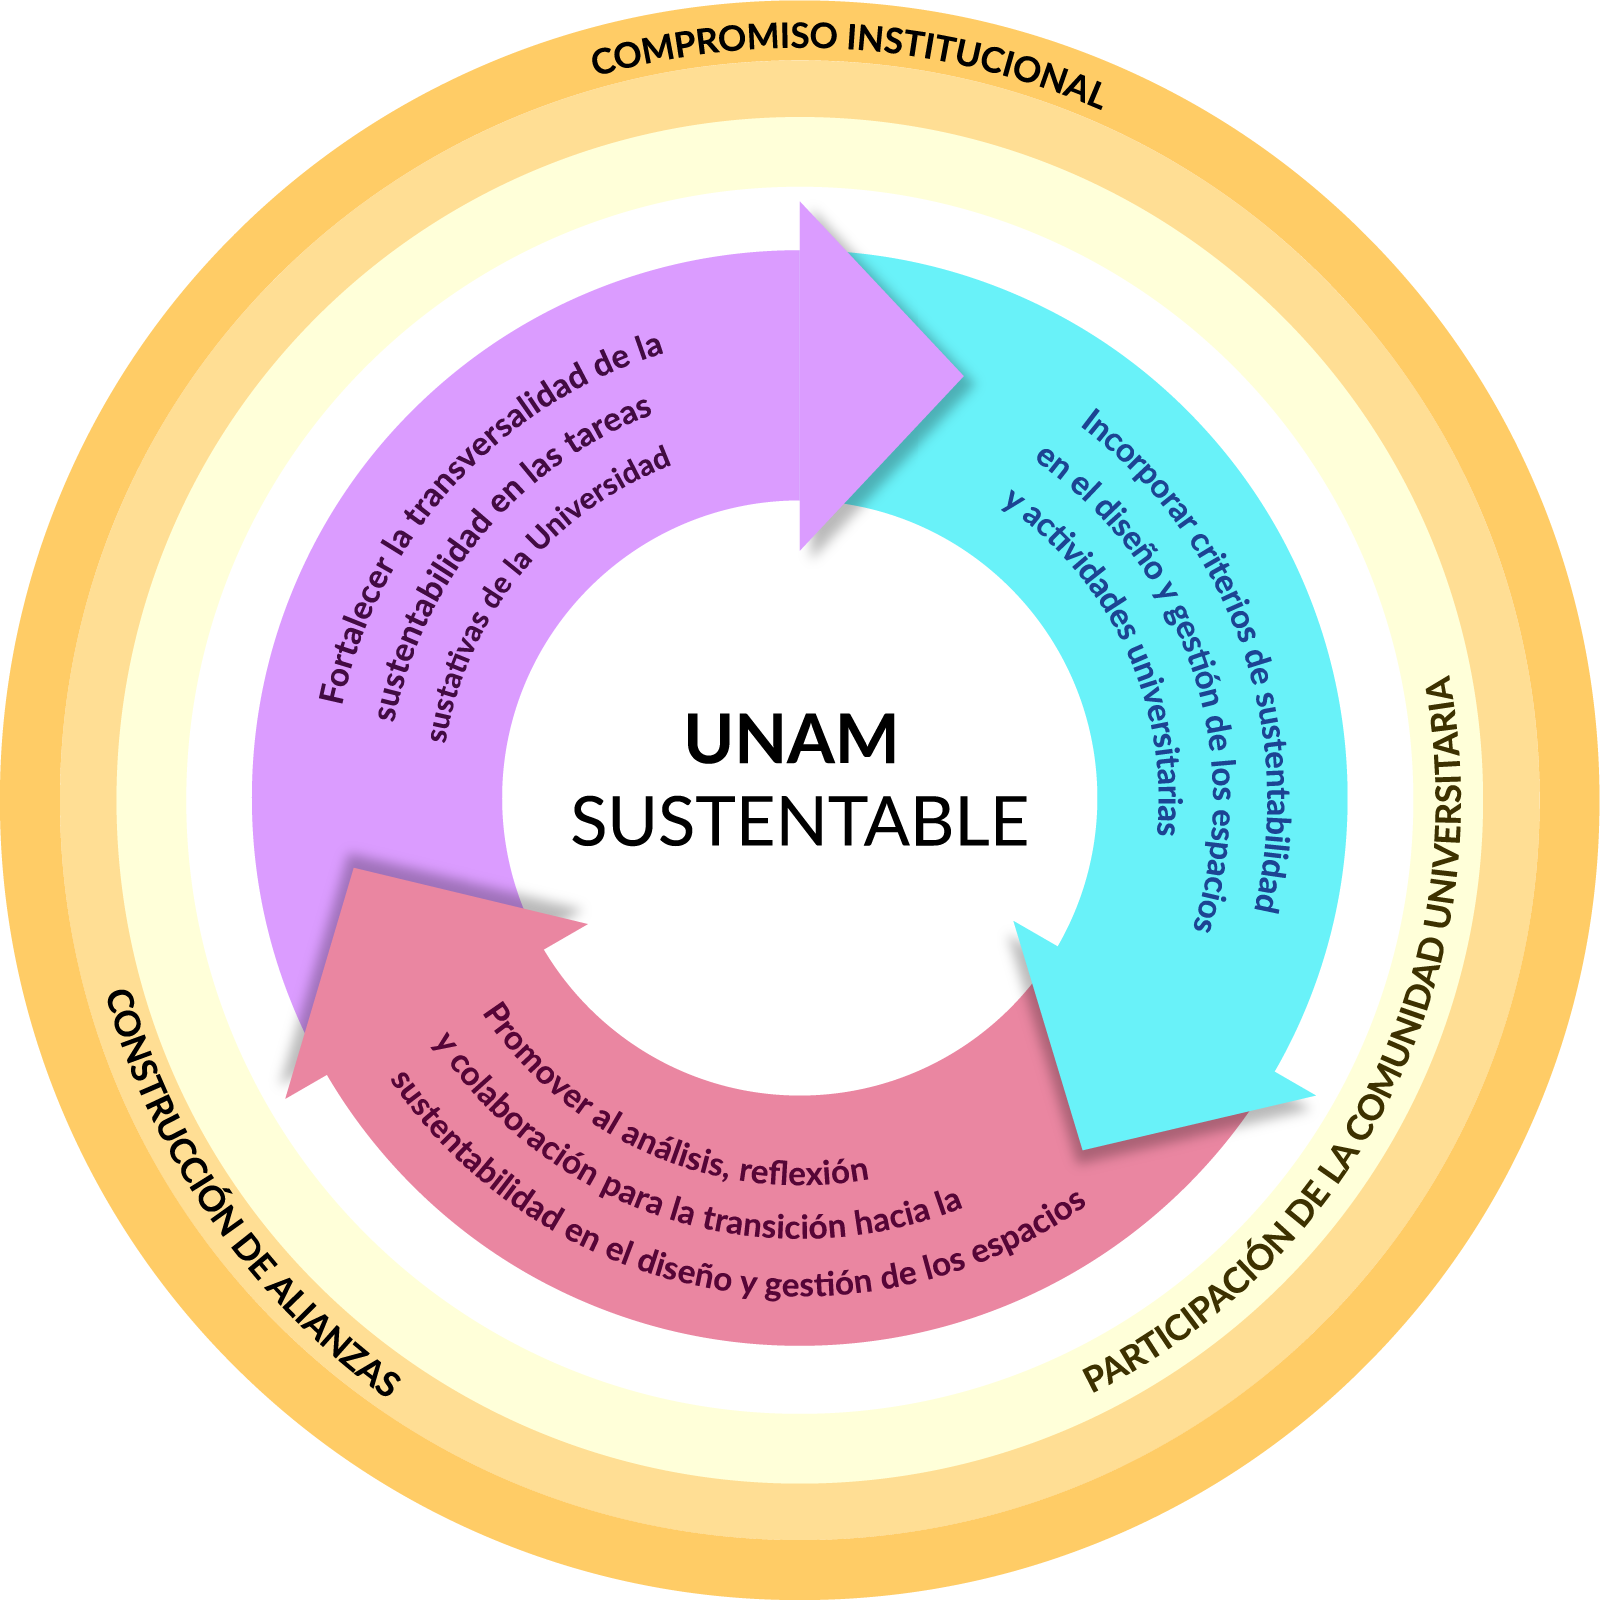 COMPROMISO INSTITUCIONAL
Fortalecer la transversalidad de la
sustentabilidad en las tareas
sustativas de la Universidad
Incorporar criterios de sustentabilidad
en el diseño y gestión de los espacios
y actividades universitarias
UNAM
SUSTENTABLE
Promover al análisis, reflexión
y colaboración para la transición hacia la
sustentabilidad en el diseño y gestión de los espacios
CONSTRUCCIÓN DE ALIANZAS
PARTICIPACIÓN DE LA COMUNIDAD UNIVERSITARIA